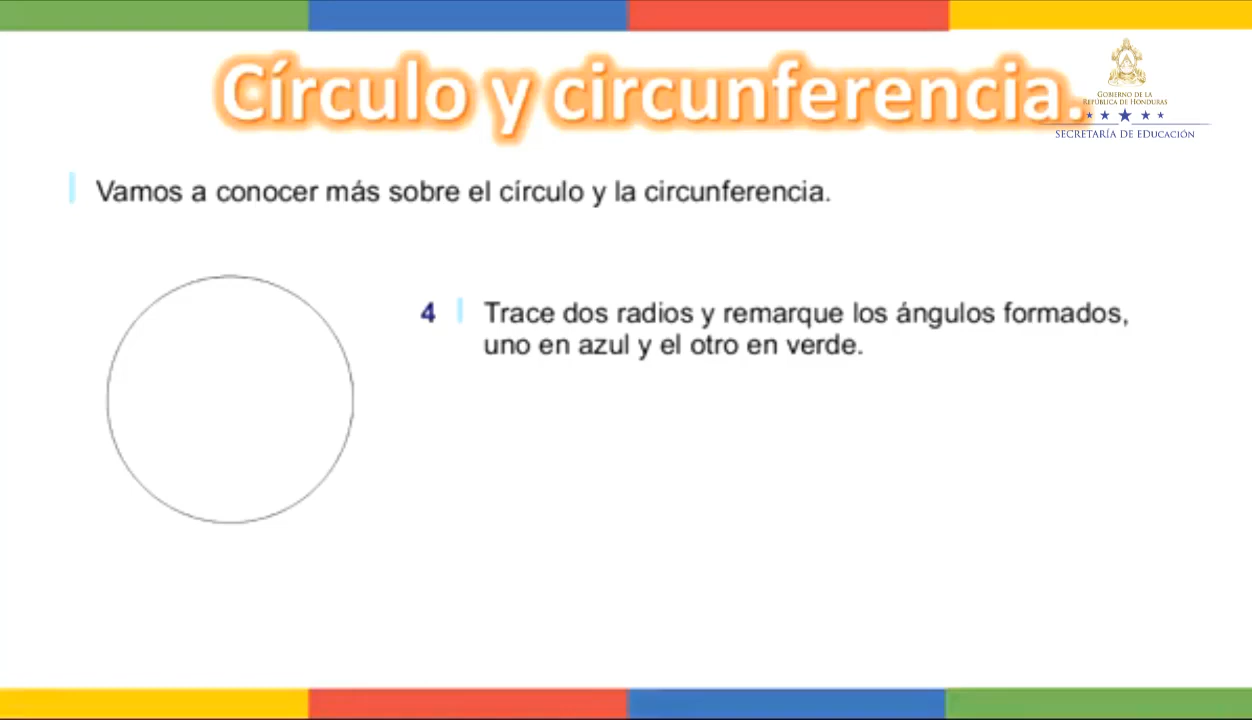 Círculo y circunferencia.
GOBIERNO DE LA
REPÚBLICA DE HONDURAS
SECRETARÍA DE EDUCACIÓN
Vamos a conocer más sobre el círculo y la circunferencia.
4 Trace dos radios y remarque los ángulos formados,
uno en azul y el otro en verde.